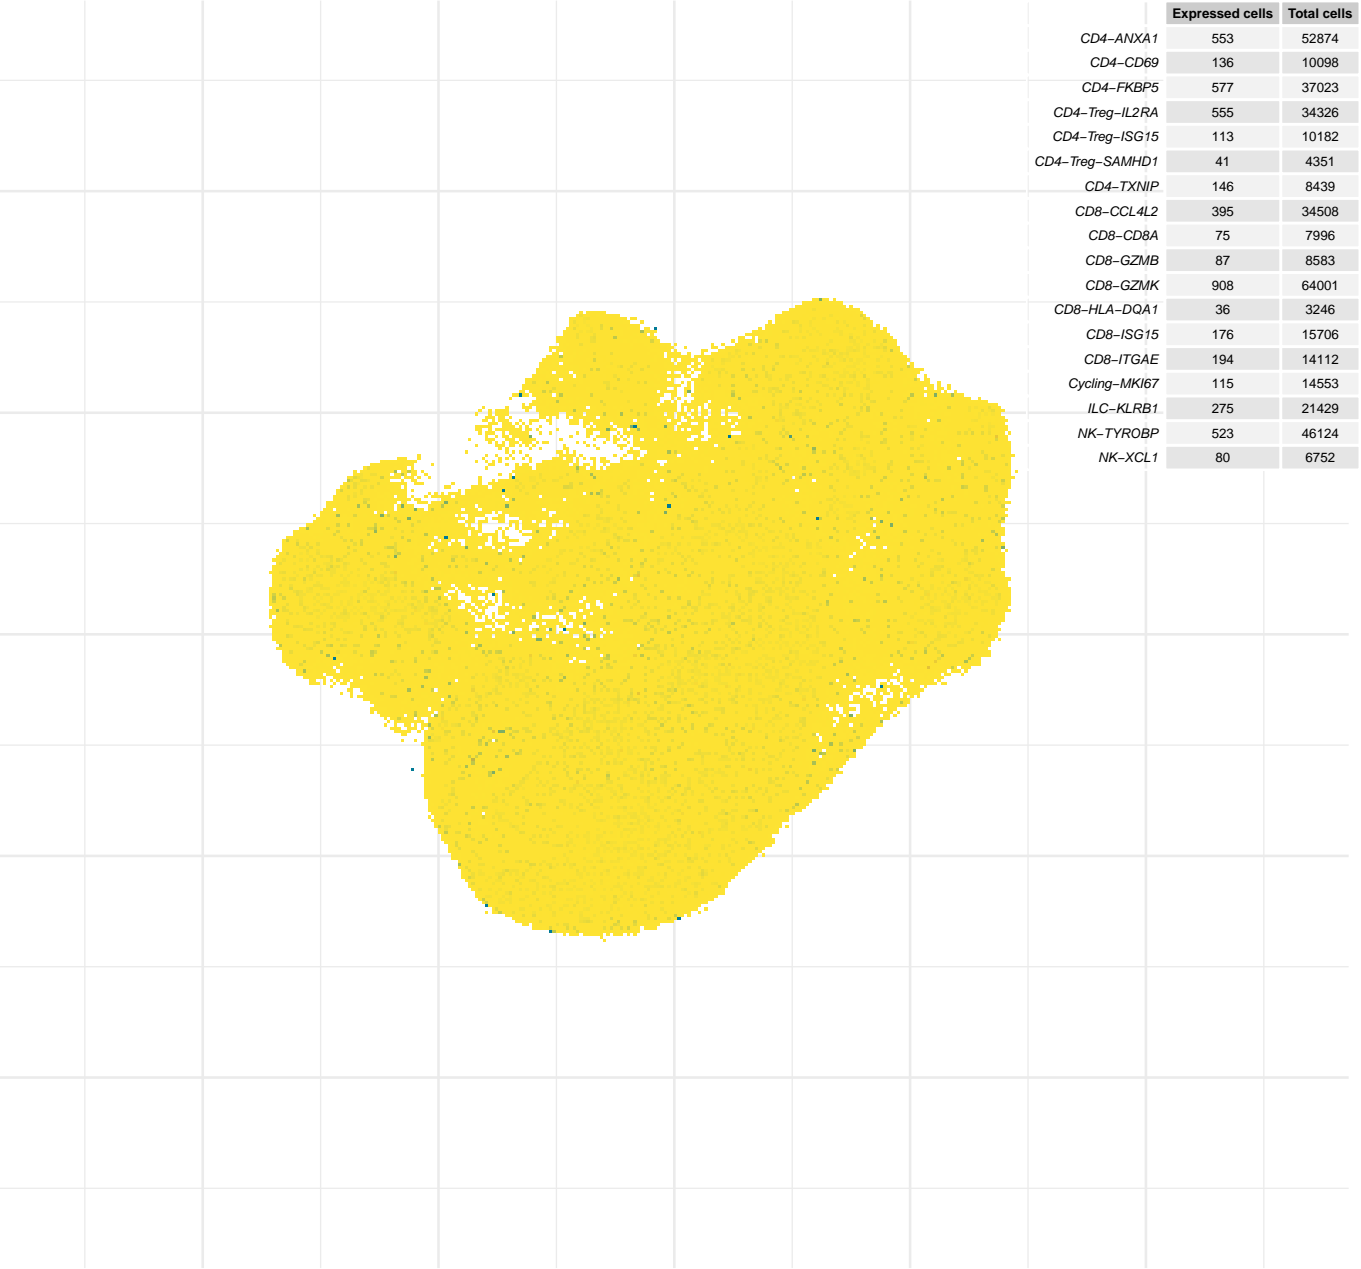 Expressed cells Total cells
CD4−ANXA1 553 52874
CD4−CD69 136 10098
CD4−FKBP5 577 37023
CD4−Treg−IL2RA 555 34326
CD4−Treg−ISG15 113 10182
CD4−Treg−SAMHD1 41 4351
CD4−TXNIP 146 8439
CD8−CCL4L2 395 34508
CD8−CD8A 75 7996
CD8−GZMB 87 8583
CD8−GZMK 908 64001
CD8−HLA−DQA1 36 3246
CD8−ISG15 176 15706
CD8−ITGAE 194 14112
Cycling−MKI67 115 14553
ILC−KLRB1 275 21429
NK−TYROBP 523 46124
NK−XCL1 80 6752